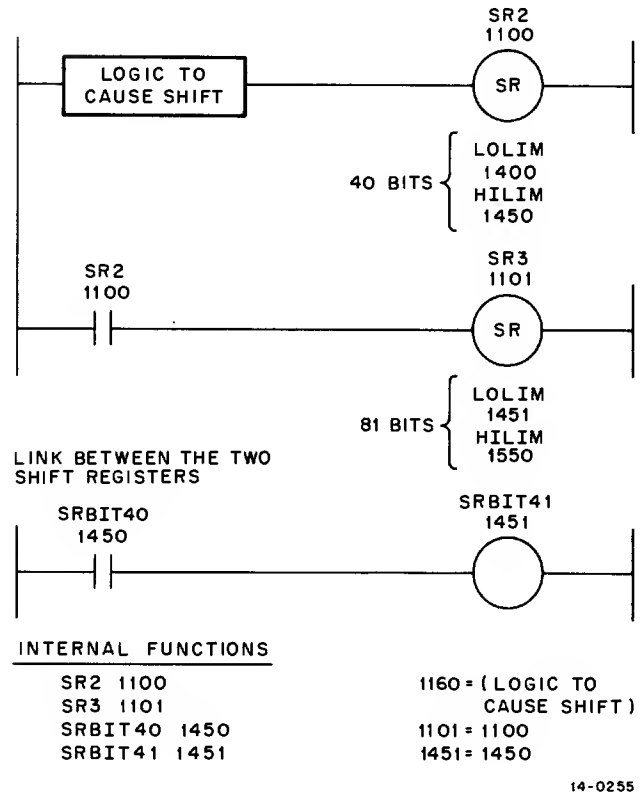 SR2
1100
LOGIC TO
CAUSE SHIFT
SR
40 BITS
LOLIM
1400
HILIM
1450
SR2
1100
SR3
1101
SR
81 BITS
LOLIM
1451
HILIM
1550
LINK BETWEEN THE TWO
SHIFT REGISTERS
SRBIT40
1450
SRBIT41
1451
INTERNAL FUNCTIONS
SR2 1100
SR3 1101
SRBIT40 1450
SRBIT41 1451
1160 = (LOGIC TO
CAUSE SHIFT)
1101 = 1100
1451 = 1450
14-0255